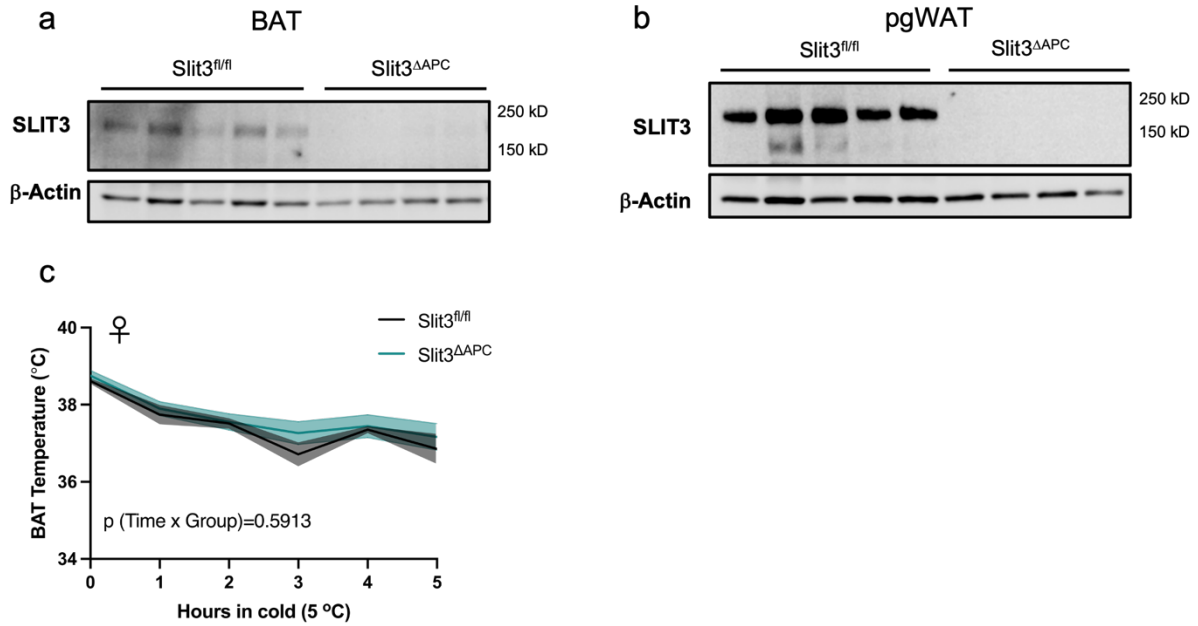 a
BAT
Slit3fl/fl
Slit3ΔAPC
SLIT3
250 kD
150 kD
β-Actin
b
pgWAT
Slit3fl/fl
Slit3ΔAPC
SLIT3
250 kD
150 kD
β-Actin
c
♀
Slit3fl/fl
Slit3ΔAPC
BAT Temperature (°C)
40
38
36
34
p (Time x Group)=0.5913
0 1 2 3 4 5
Hours in cold (5 °C)